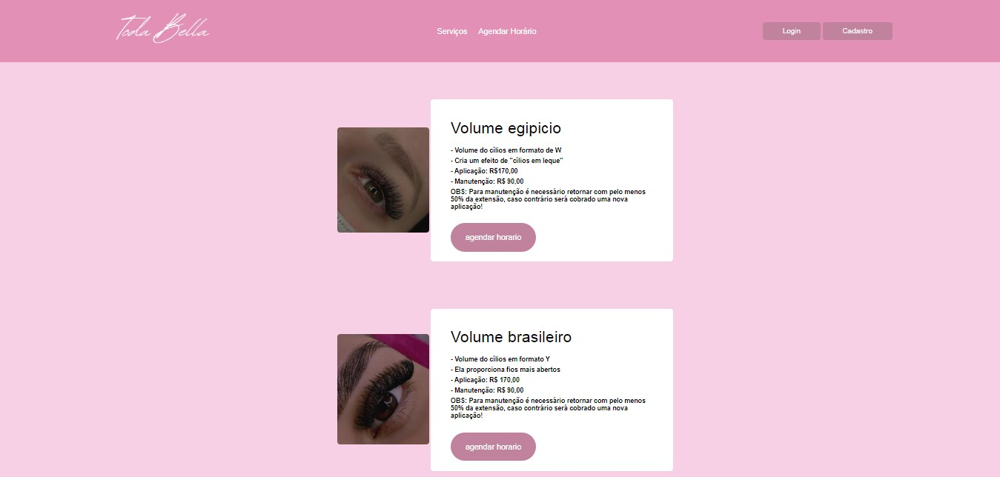 Toda Bella
Serviços
Agendar Horário
Login
Cadastro
Volume egipicio
- Volume do cílios em formato de W
- Cria um efeito de "cílios em leque"
- Aplicação: R$170,00
- Manutenção: R$ 90,00
OBS: Para manutenção é necessário retornar com pelo menos
50% da extensão, caso contrário será cobrado uma nova
aplicação!
agendar horario
Volume brasileiro
- Volume do cílios em formato Y
- Ela proporciona fios mais abertos
- Aplicação: R$ 170,00
- Manutenção: R$ 90,00
OBS: Para manutenção é necessário retornar com pelo menos
50% da extensão, caso contrário será cobrado uma nova
aplicação!
agendar horario